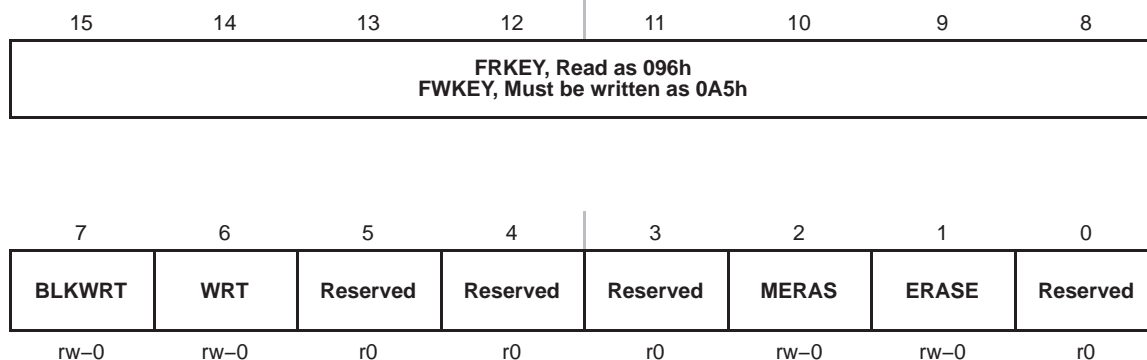 15 14 13 12 11 10 9 8
FRKEY, Read as 096h
FWKEY, Must be written as 0A5h
7 6 5 4 3 2 1 0
BLKWRT WRT Reserved Reserved Reserved MERAS ERASE Reserved
rw−0 rw−0 r0 r0 r0 rw−0 rw−0 r0